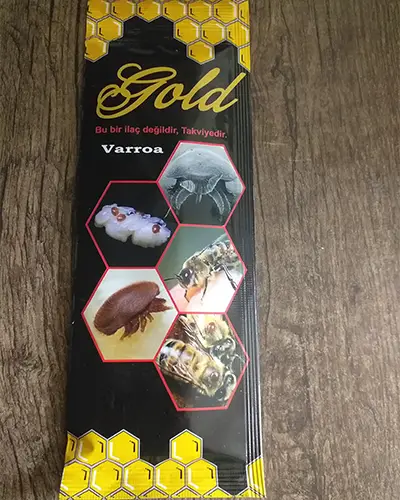 Gold
Bu bir ilaç değildir, Takviyedir.
Varroa